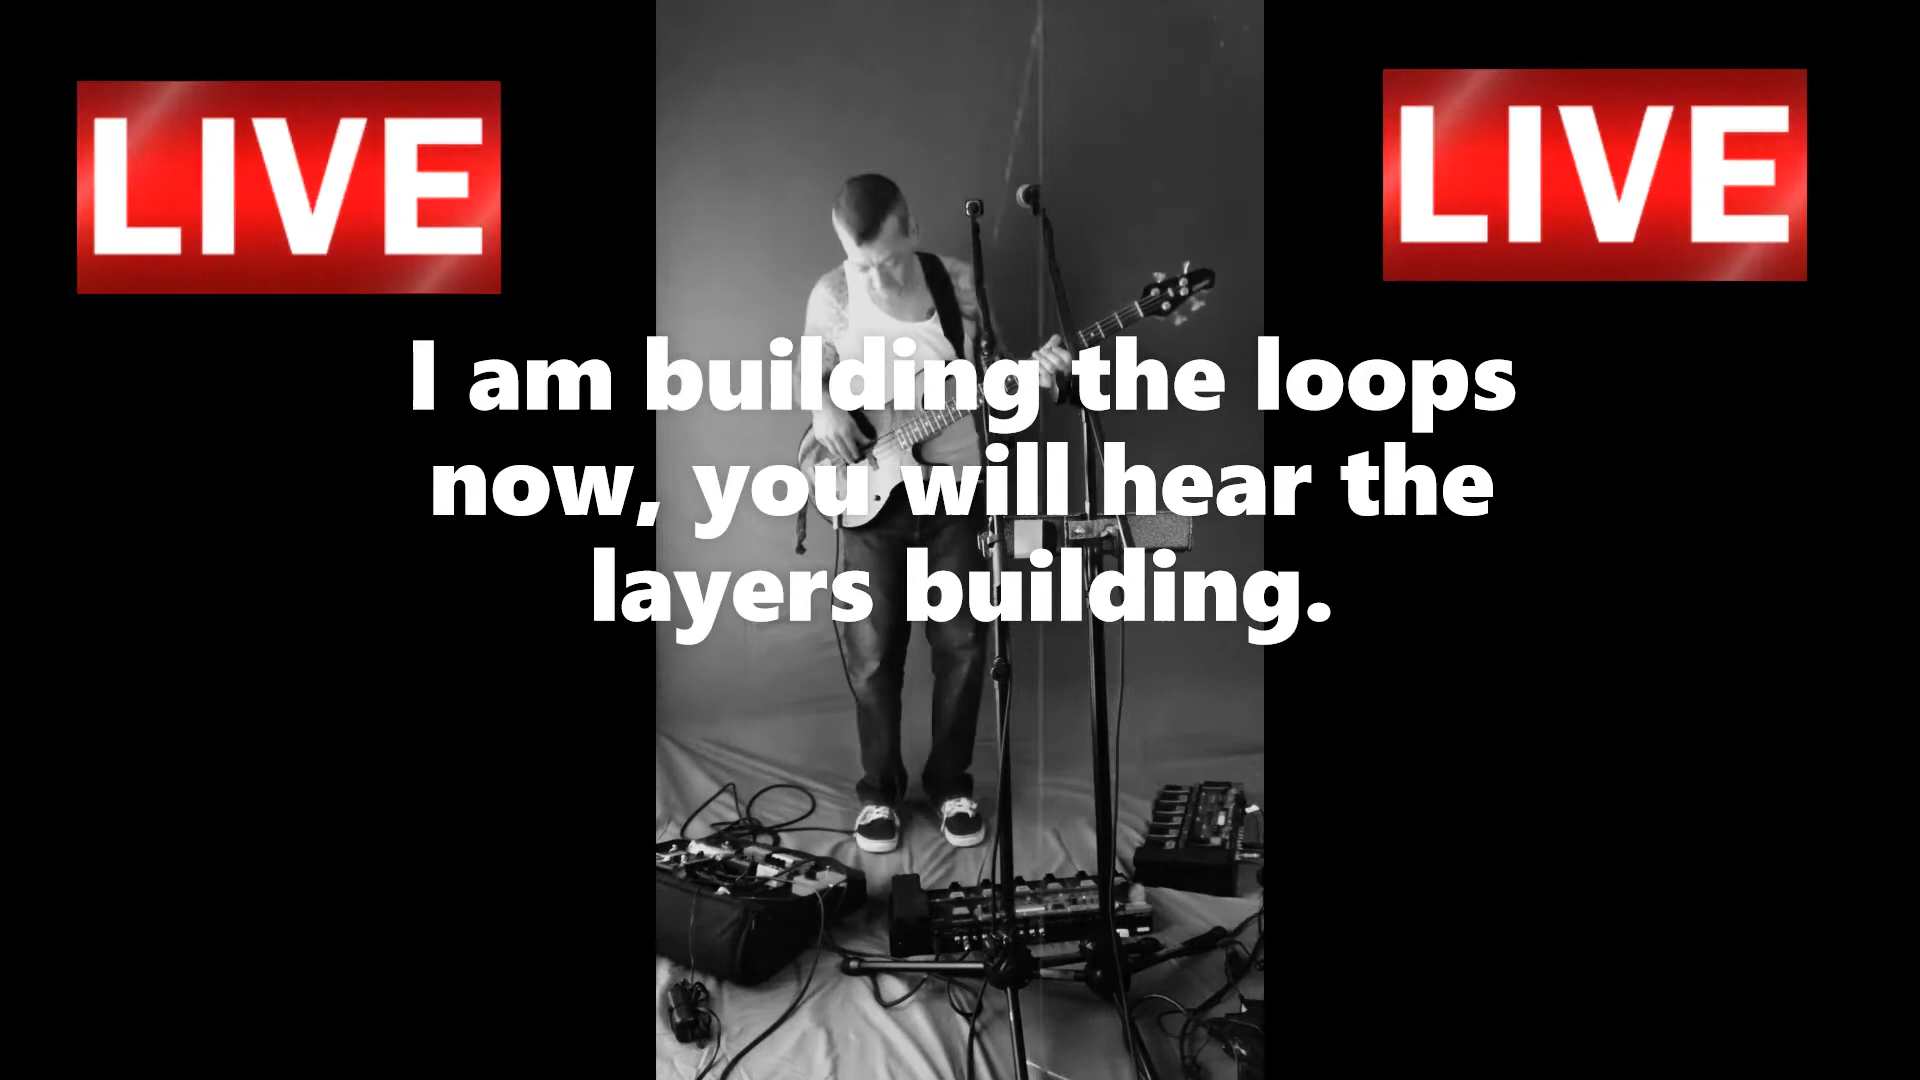 LIVE
LIVE
I am building the loops
now, you will hear the
layers building.